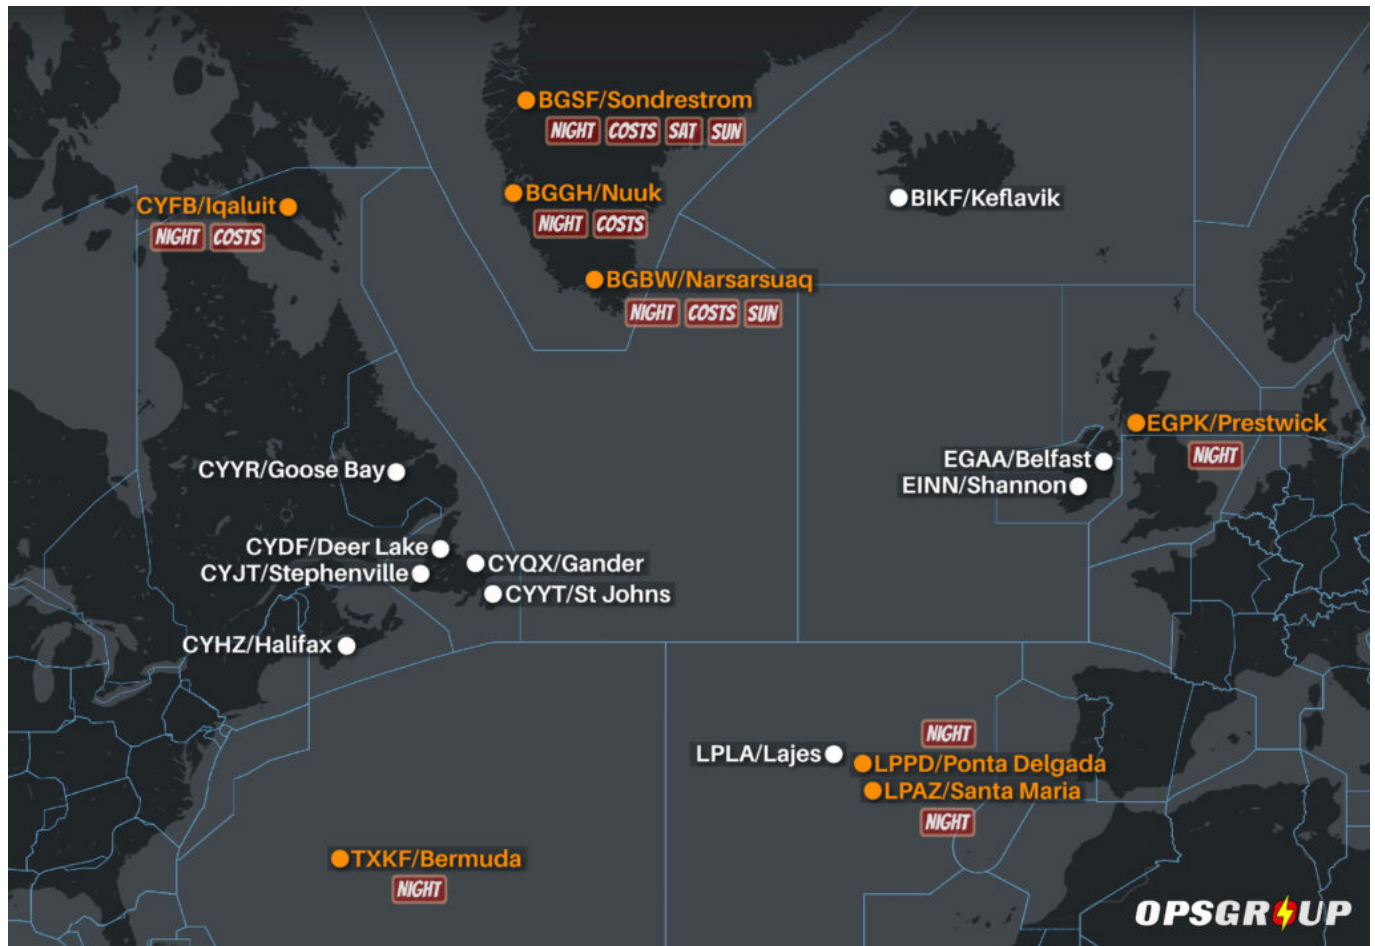 BGSF/Sondrestrom
NIGHT COSTS SAT SUN
BGGH/Nuuk
NIGHT COSTS
BIKF/Keflavik
CYFB/Iqaluit
NIGHT COSTS
BGBW/Narsarsuaq
NIGHT COSTS SUN
EGPK/Prestwick
NIGHT
EGAA/Belfast
EINN/Shannon
CYYR/Goose Bay
CYDF/Deer Lake
CYJT/Stephenville
CYQX/Gander
CYYT/St Johns
CYHZ/Halifax
NIGHT
LPLA/Lajes
LPPD/Ponta Delgada
LPAZ/Santa Maria
NIGHT
TXKF/Bermuda
NIGHT
OPSGROUP